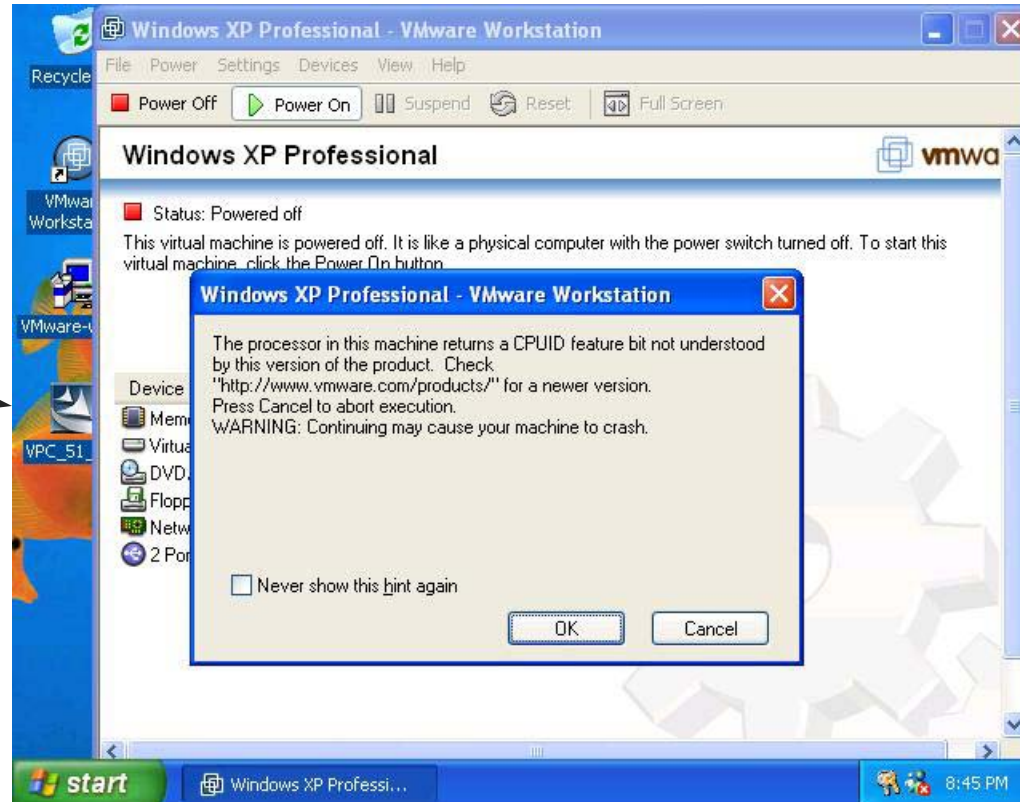 Recycle
VMwar
Worksta
VMware-w
VPC_51_
Windows XP Professional - VMware Workstation
File Power Settings Devices View Help
Power Off Power On Suspend Reset Full Screen
Windows XP Professional
vmwa
Status: Powered off
This virtual machine is powered off. It is like a physical computer with the power switch turned off. To start this
virtual machine, click the Power On button
Device
Memo
Virtua
DVD.
Flopp
Netw
2 Por
Windows XP Professional - VMware Workstation
The processor in this machine returns a CPUID feature bit not understood
by this version of the product. Check
"http://www.vmware.com/products/" for a newer version.
Press Cancel to abort execution.
WARNING: Continuing may cause your machine to crash.
Never show this hint again
OK Cancel
start Windows XP Professi... 8:45 PM